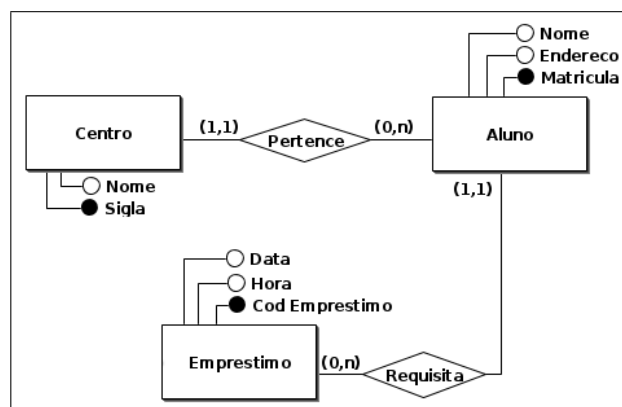 Nome
Endereco
Matricula
Centro
(1,1)
Pertence
(0,n)
Aluno
Nome
Sigla
(1,1)
Data
Hora
Cod Emprestimo
Emprestimo
(0,n)
Requisita